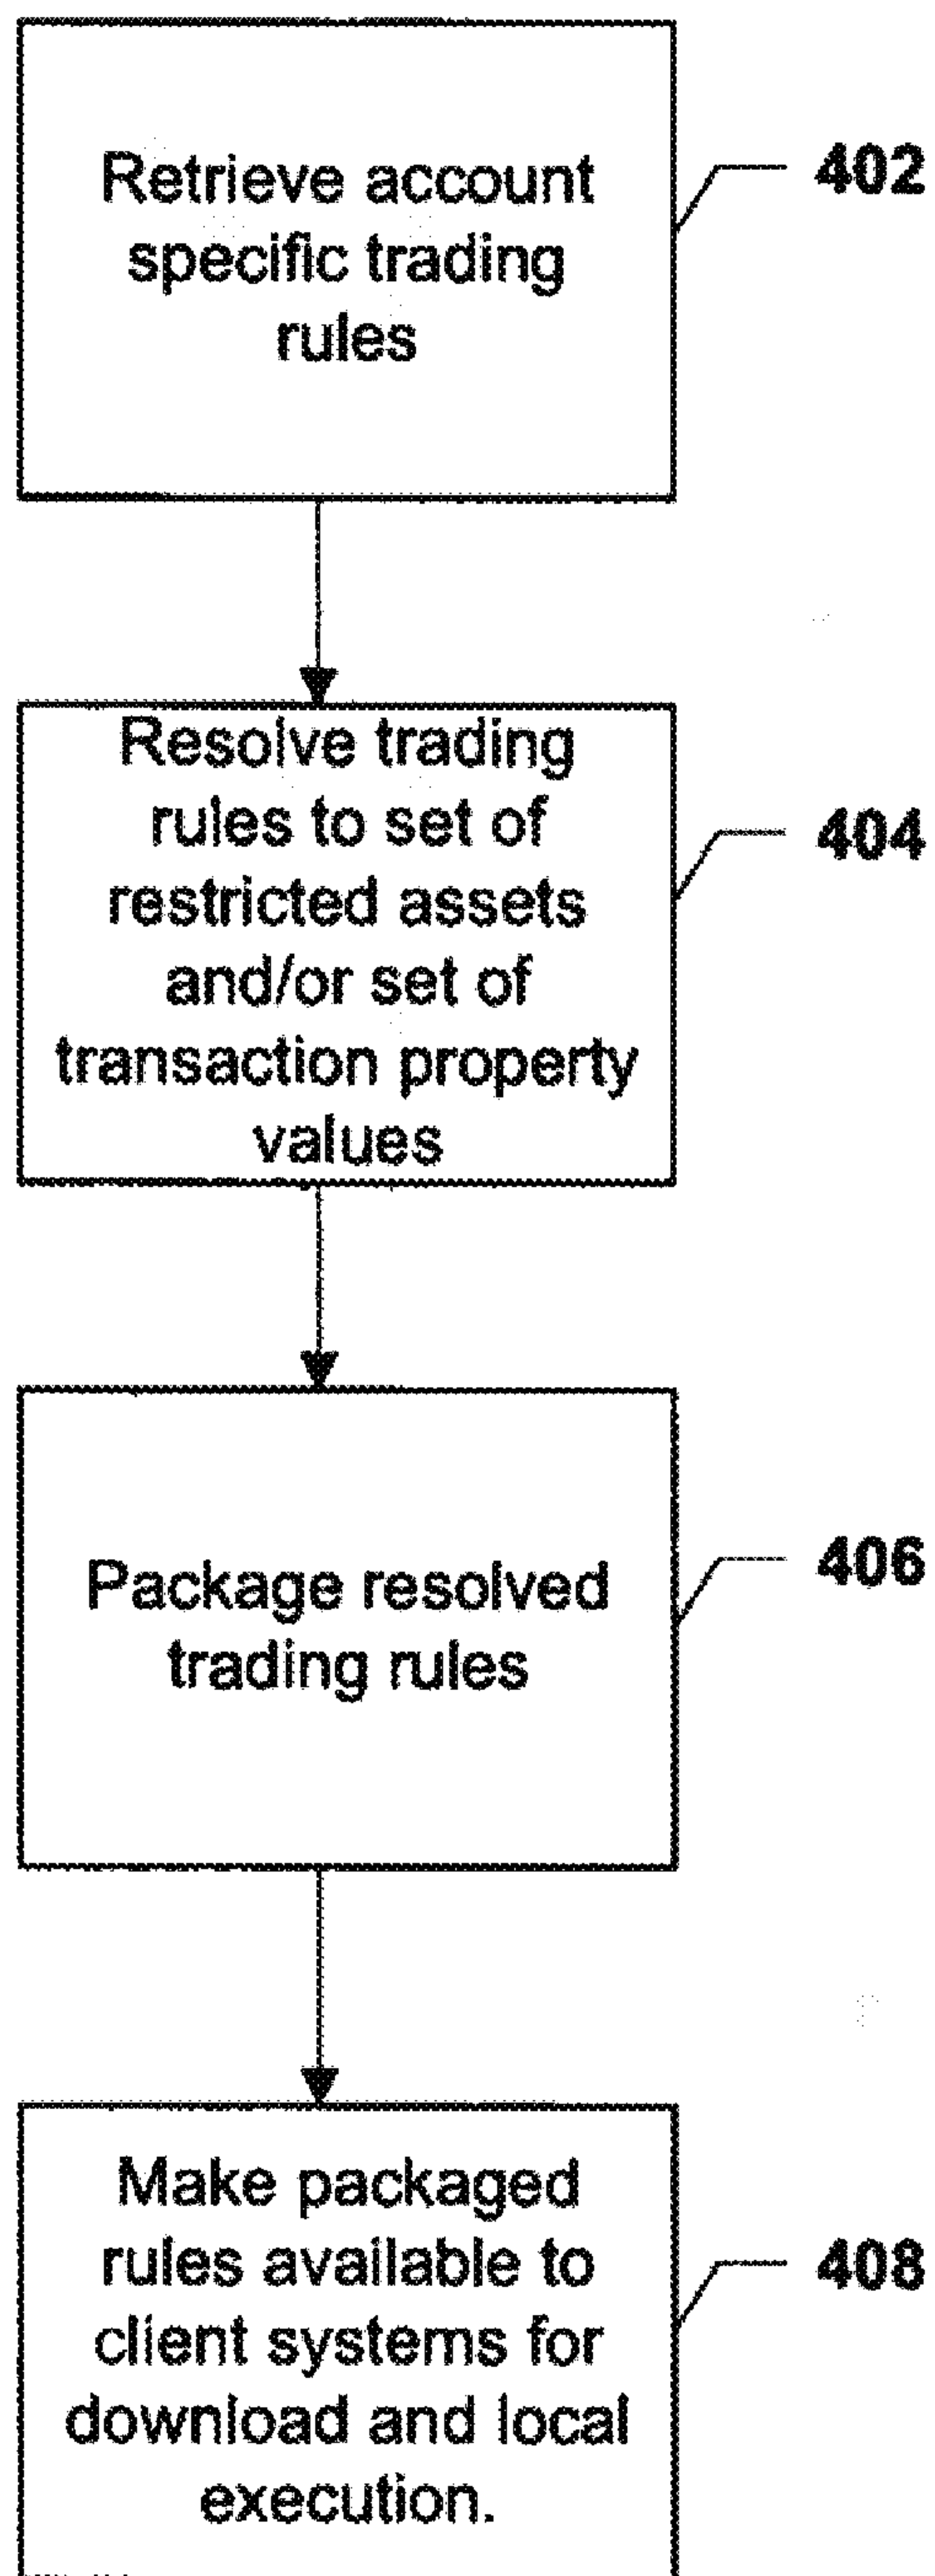 Retrieve account
specific trading
rules
402
Resolve trading
rules to set of
restricted assets
and/or set of
transaction property
values
404
Package resolved
trading rules
406
Make packaged
rules available to
client systems for
download and local
execution.
408